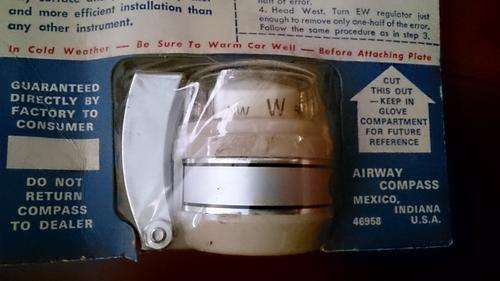 and more efficient installation than
any other instrument.
half of error.
4. Head West. Turn EW regulator just
enough to remove only one-half of the error.
Follow the same procedure as in step 3.
In Cold Weather — Be Sure To Warm Car Well — Before Attaching Plate
GUARANTEED
DIRECTLY BY
FACTORY TO
CONSUMER
DO NOT
RETURN
COMPASS
TO DEALER
W
CUT
THIS OUT
— KEEP IN
GLOVE
COMPARTMENT
FOR FUTURE
REFERENCE
AIRWAY
COMPASS
MEXICO,
INDIANA
46958 U.S.A.